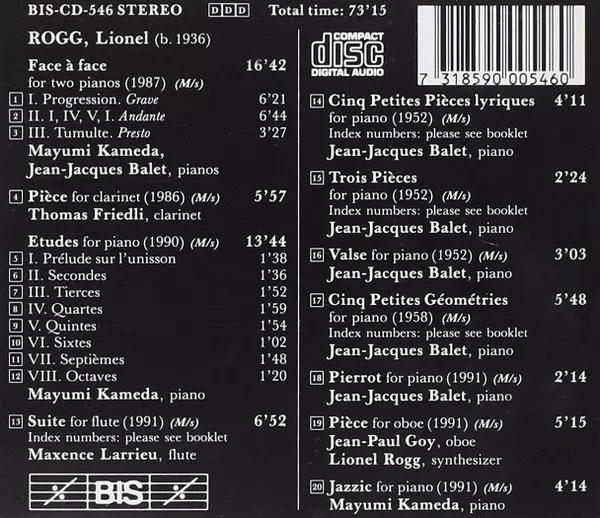 BIS-CD-546 STEREO D D D Total time: 73'15
ROGG, Lionel (b. 1936)
Face à face 16'42
for two pianos (1987) (M/s)
1 I. Progression. Grave 6'21
2 II. I, IV, V, I. Andante 6'44
3 III. Tumulte. Presto 3'27
Mayumi Kameda,
Jean-Jacques Balet, pianos
4 Pièce for clarinet (1986) (M/s) 5'57
Thomas Friedli, clarinet
Etudes for piano (1990) (M/s) 13'44
5 I. Prélude sur l'unisson 1'38
6 II. Secondes 1'36
7 III. Tierces 1'52
8 IV. Quartes 1'59
9 V. Quintes 1'54
10 VI. Sixtes 1'02
11 VII. Septièmes 1'48
12 VIII. Octaves 1'20
Mayumi Kameda, piano
13 Suite for flute (1991) (M/s) 6'52
Index numbers: please see booklet
Maxence Larrieu, flute
BIS
COMPACT
disc
DIGITAL AUDIO
7 318590 005460
14 Cinq Petites Pièces lyriques 4'11
for piano (1952) (M/s)
Index numbers: please see booklet
Jean-Jacques Balet, piano
15 Trois Pièces 2'24
for piano (1952) (M/s)
Index numbers: please see booklet
Jean-Jacques Balet, piano
16 Valse for piano (1952) (M/s) 3'03
Jean-Jacques Balet, piano
17 Cinq Petites Géométries 5'48
for piano (1958) (M/s)
Index numbers: please see booklet
Jean-Jacques Balet, piano
18 Pierrot for piano (1991) (M/s) 2'14
Jean-Jacques Balet, piano
19 Pièce for oboe (1991) (M/s) 5'15
Jean-Paul Goy, oboe
Lionel Rogg, synthesizer
20 Jazzic for piano (1991) (M/s) 4'14
Mayumi Kameda, piano